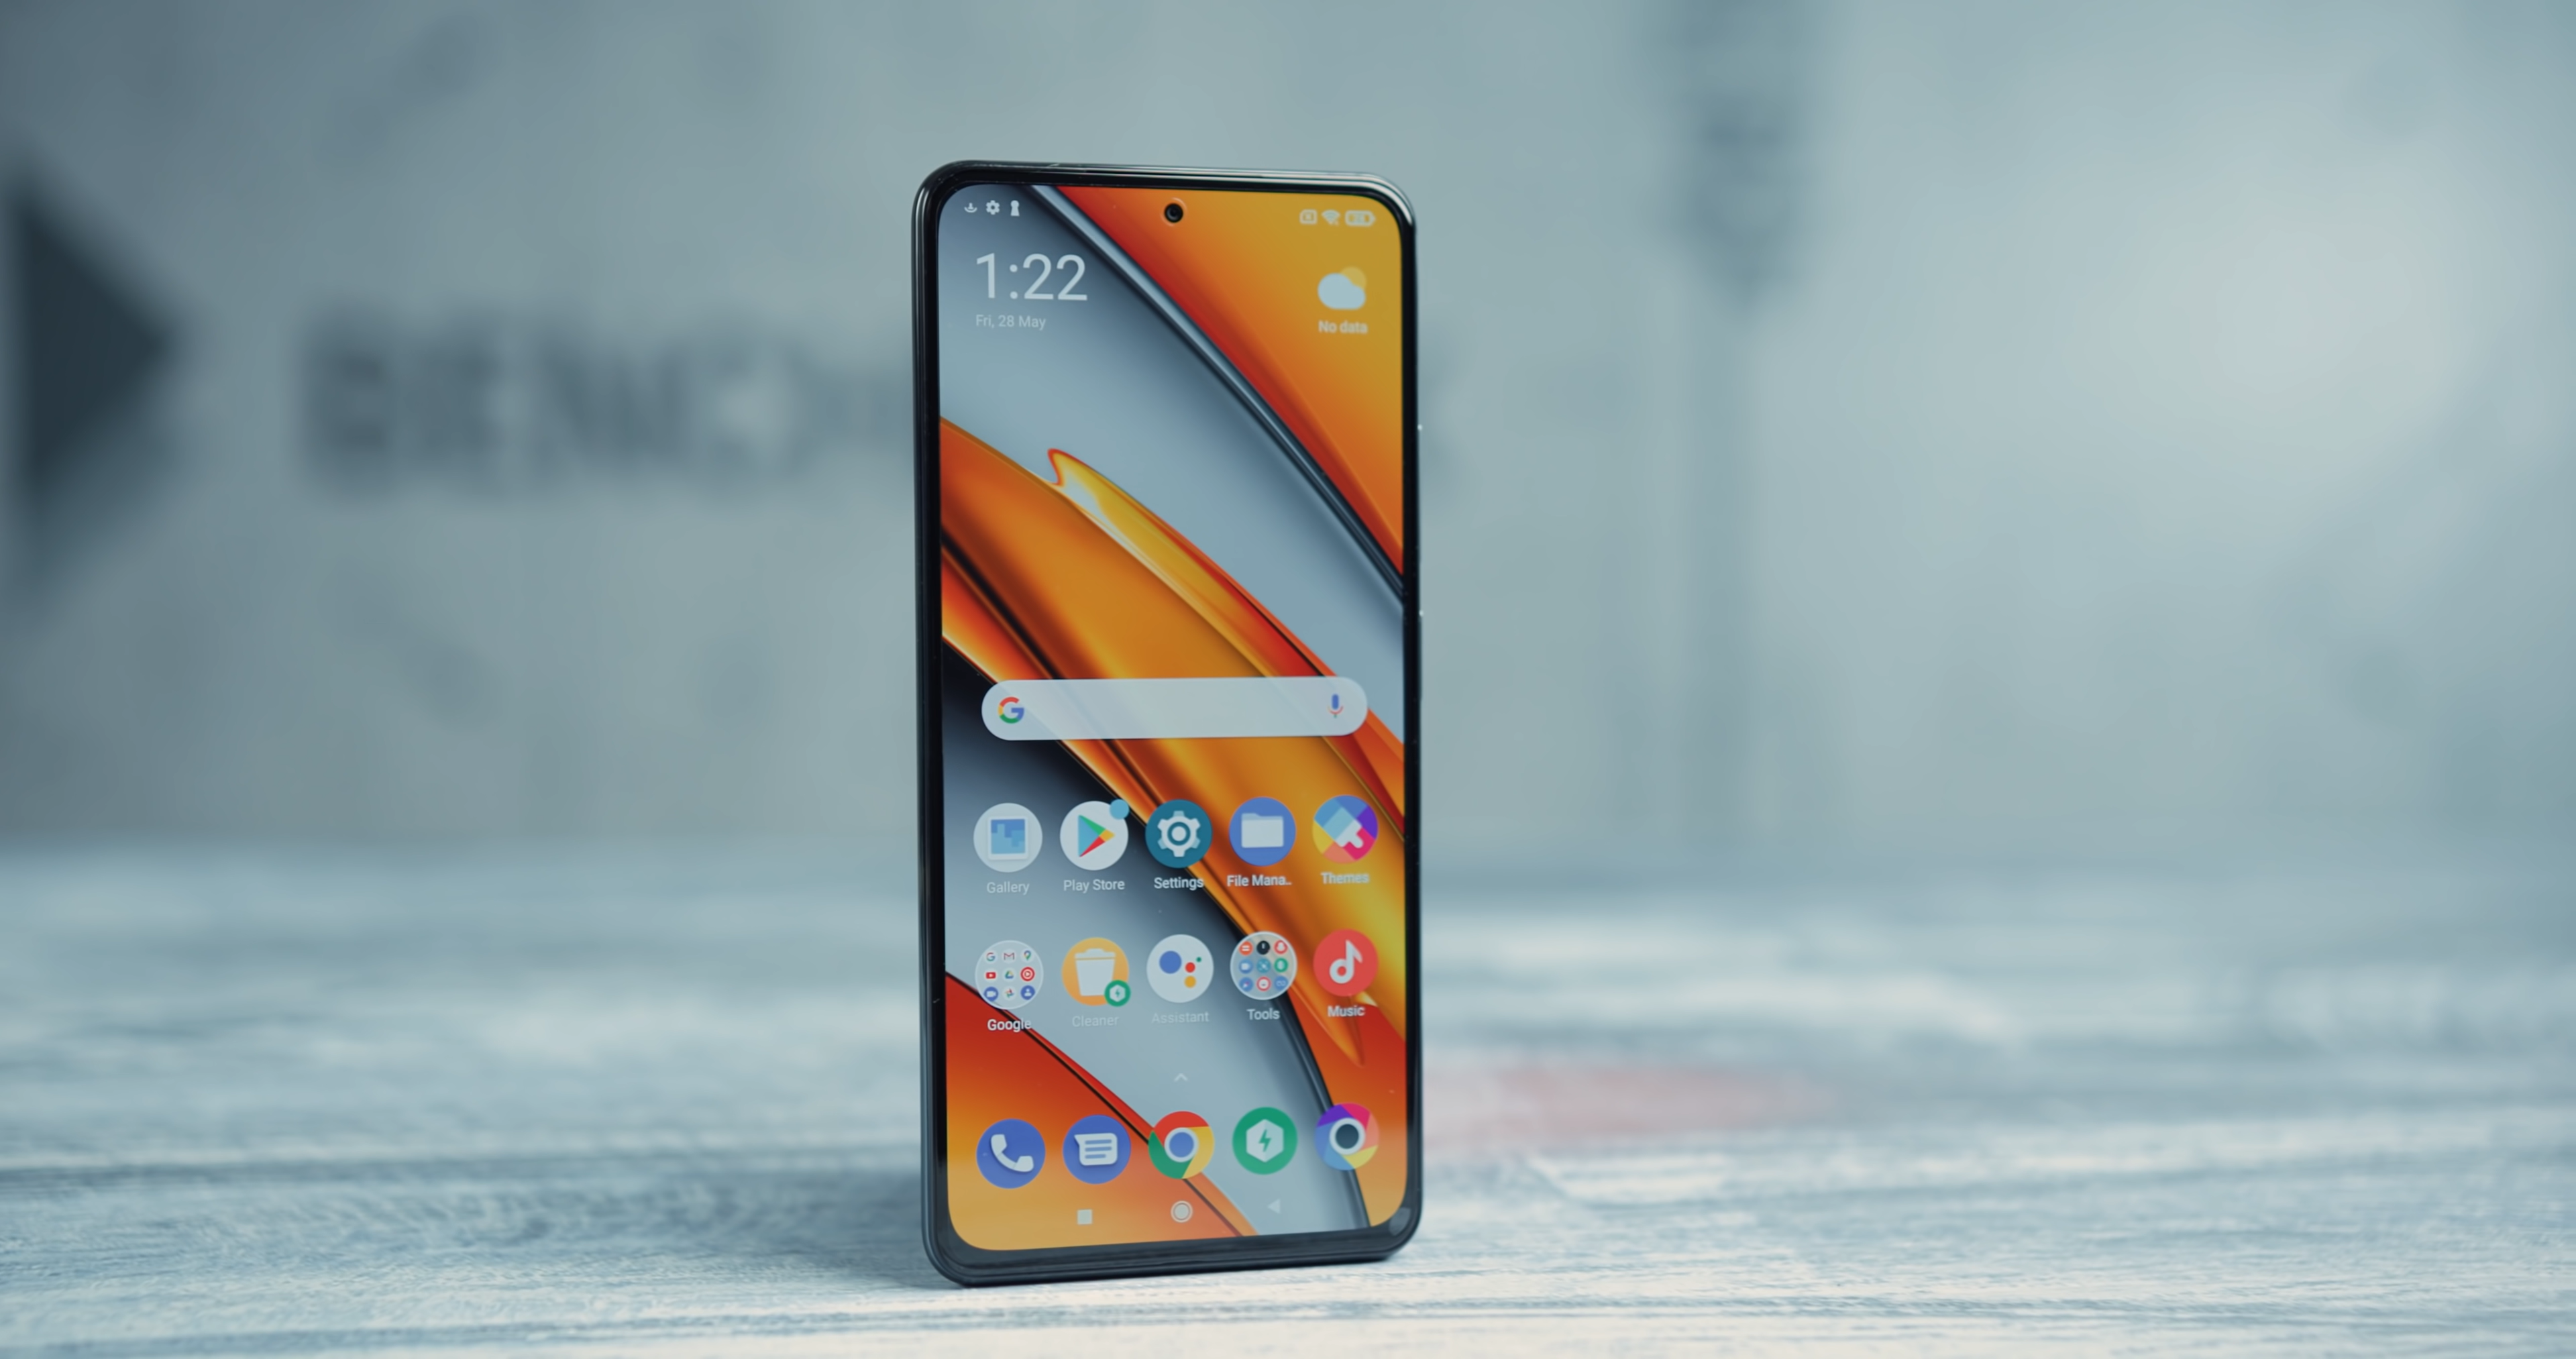 1:22
Fri, 28 May
No data
Gallery
Play Store
Settings
File Mana..
Themes
Google
Cleaner
Assistant
Tools
Music